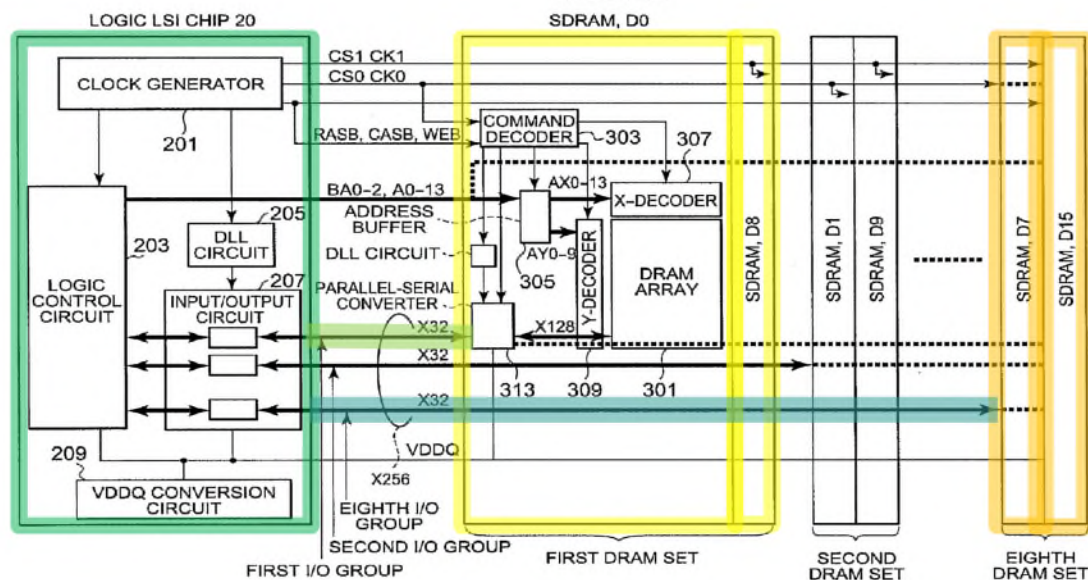 LOGIC LSI CHIP 20
SDRAM, D0
CS1 CK1
CS0 CK0
CLOCK GENERATOR
201
RASB, CASB, WEB
COMMAND
DECODER
303
307
BA0-2, A0-13
AX0-13
X-DECODER
ADDRESS
BUFFER
205
DLL
CIRCUIT
203
DLL CIRCUIT
AY0-9
305
Y-DECODER
DRAM
ARRAY
SDRAM, D8
SDRAM, D1
SDRAM, D9
SDRAM, D7
SDRAM, D15
207
LOGIC
CONTROL
CIRCUIT
INPUT/OUTPUT
CIRCUIT
PARALLEL-SERIAL
CONVERTER
X32
X128
X32
313
309
301
X32
VDDQ
209
X256
VDDQ CONVERSION
CIRCUIT
EIGHTH I/O
GROUP
SECOND I/O GROUP
FIRST I/O GROUP
FIRST DRAM SET
SECOND
DRAM SET
EIGHTH
DRAM SET